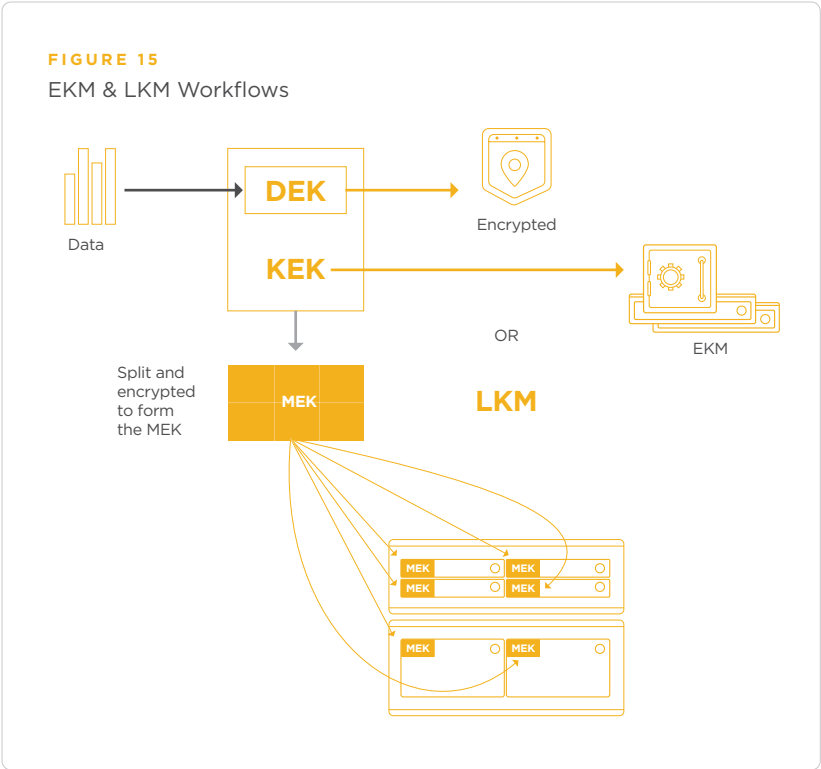 FIGURE 15
EKM & LKM Workflows
Data
DEK
KEK
Encrypted
EKM
OR
LKM
Split and
encrypted
to form
the MEK
MEK
MEK
MEK
MEK
MEK
MEK
MEK